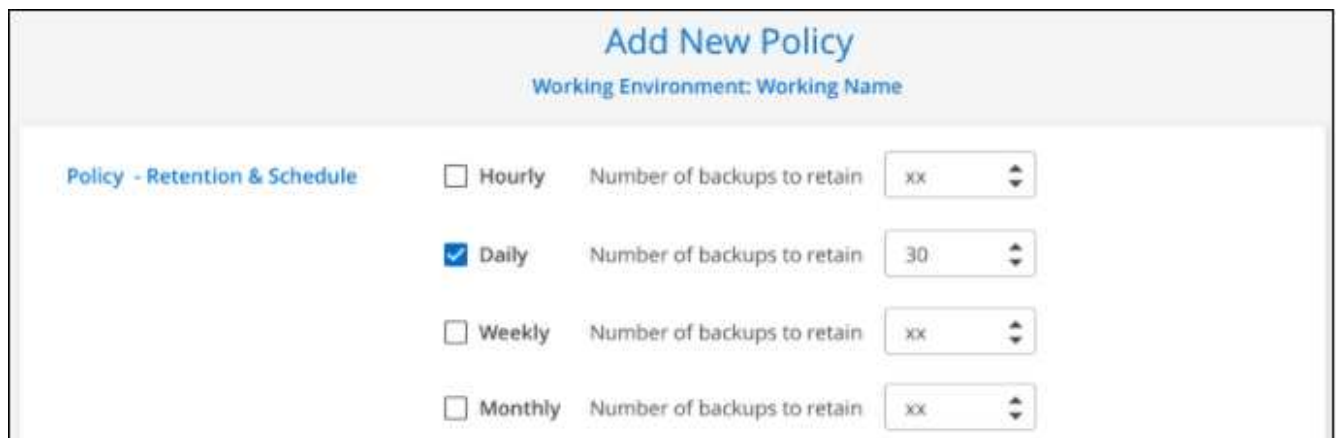 Add New Policy
Working Environment: Working Name
Policy - Retention & Schedule Hourly Number of backups to retain xx
Daily Number of backups to retain 30
Weekly Number of backups to retain xx
Monthly Number of backups to retain xx